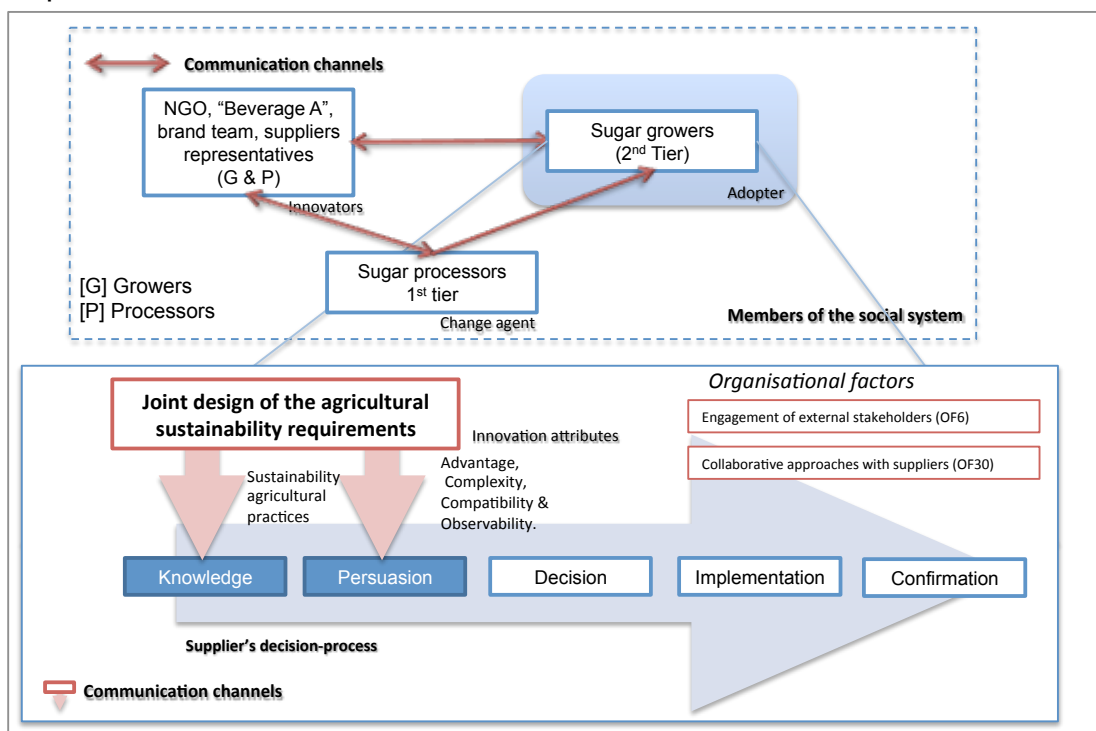 Communication channels
NGO, “Beverage A”,
brand team, suppliers
representatives
(G & P)
Innovators
Sugar growers
(2nd Tier)
Adopter
Sugar processors
1st tier
Change agent
[G] Growers
[P] Processors
Members of the social system
Joint design of the agricultural
sustainability requirements
Organisational factors
Engagement of external stakeholders (OF6)
Collaborative approaches with suppliers (OF30)
Innovation attributes
Advantage,
Complexity,
Compatibility &
Observability.
Sustainability
agricultural
practices
Knowledge
Persuasion
Decision
Implementation
Confirmation
Supplier’s decision-process
Communication channels